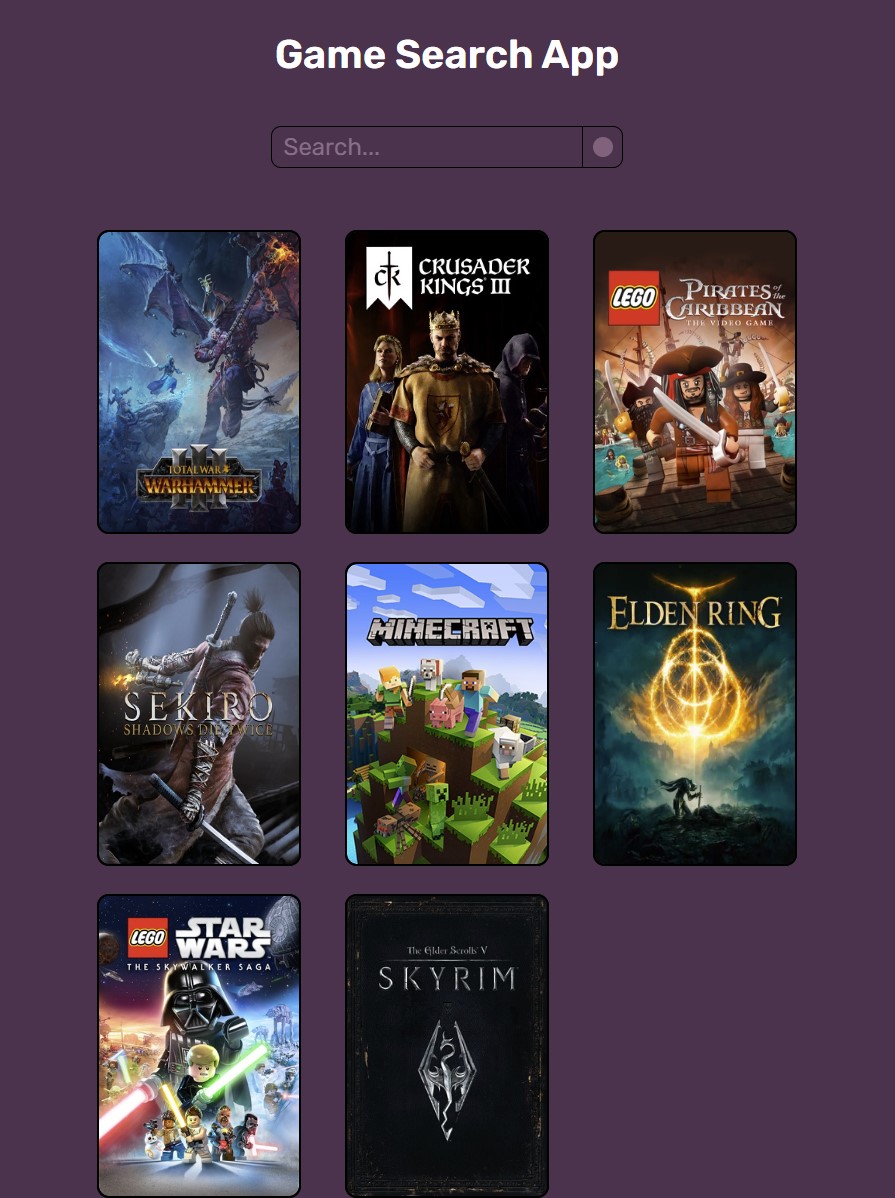 Game Search App
Search...
TOTAL WAR
WARHAMMER
III
CK
CRUSADER
KINGS III
LEGO
PIRATES of the
CARIBBEAN
THE VIDEO GAME
SEKIRO
SHADOWS DIE TWICE
MINECRAFT
ELDEN RING
LEGO
STAR
WARS
THE SKYWALKER SAGA
The Elder Scrolls V
SKYRIM